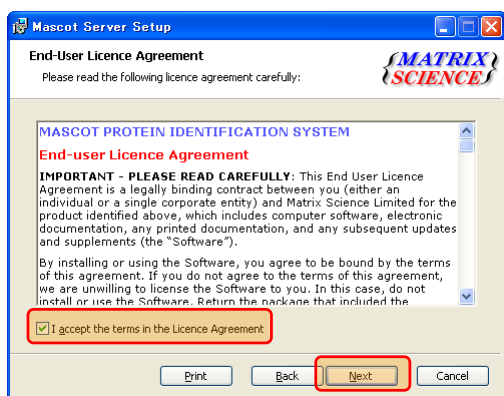 Mascot Server Setup
End-User Licence Agreement
Please read the following licence agreement carefully:
MATRIX
SCIENCE
MASCOT PROTEIN IDENTIFICATION SYSTEM
End-user Licence Agreement
IMPORTANT - PLEASE READ CAREFULLY: This End User Licence
Agreement is a legally binding contract between you (either an
individual or a single corporate entity) and Matrix Science Limited for the
product identified above, which includes computer software, electronic
documentation, any printed documentation, and any subsequent updates
and supplements (the "Software").
By installing or using the Software, you agree to be bound by the terms
of this agreement. If you do not agree to the terms of this agreement,
we are unwilling to license the Software to you. In this case, do not
install or use the Software. Return the package that included the
I accept the terms in the Licence Agreement
Print Back Next Cancel